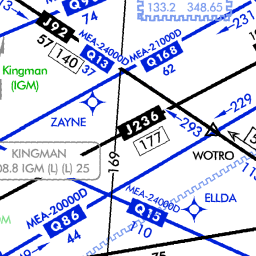 133.2 348.65
J92
74
231
57 140
MEA-24000D
MEA-21000D
Q13
Q168
37
62
Kingman
(IGM)
ZAYNE
J236
293
229
177
WOTRO
KINGMAN
08.8 IGM (L) (L) 25
169
MEA-20000D
MEA-24000D
ELLDA
Q86
Q15
44
110
75